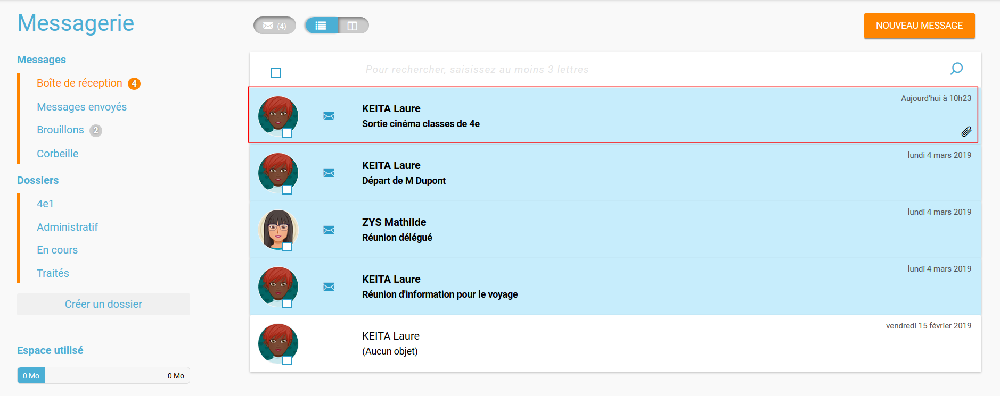 Messagerie
(4)
NOUVEAU MESSAGE
Messages
Boîte de réception 4
Messages envoyés
Brouillons 2
Corbeille
Dossiers
4e1
Administratif
En cours
Traités
Créer un dossier
Espace utilisé
0 Mo 0 Mo
Pour rechercher, saisissez au moins 3 lettres
Aujourd'hui à 10h23
KEITA Laure
Sortie cinéma classes de 4e
lundi 4 mars 2019
KEITA Laure
Départ de M Dupont
lundi 4 mars 2019
ZYS Mathilde
Réunion délégué
lundi 4 mars 2019
KEITA Laure
Réunion d'information pour le voyage
vendredi 15 février 2019
KEITA Laure
(Aucun objet)